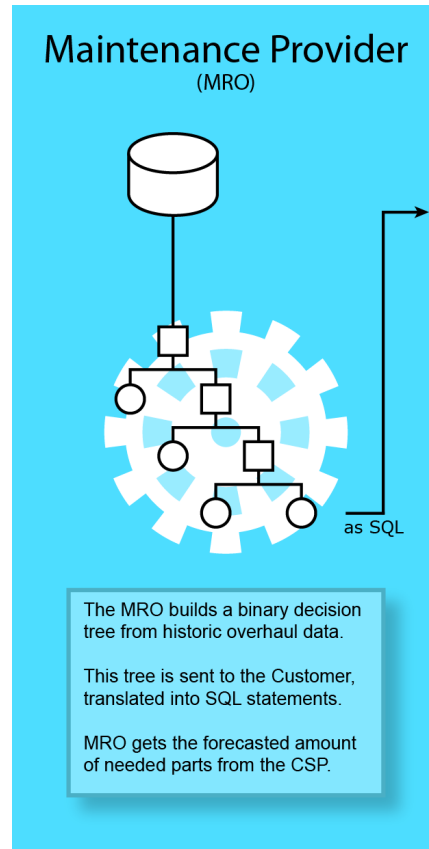 Maintenance Provider
(MRO)
as SQL
The MRO builds a binary decision
tree from historic overhaul data.
This tree is sent to the Customer,
translated into SQL statements.
MRO gets the forecasted amount
of needed parts from the CSP.